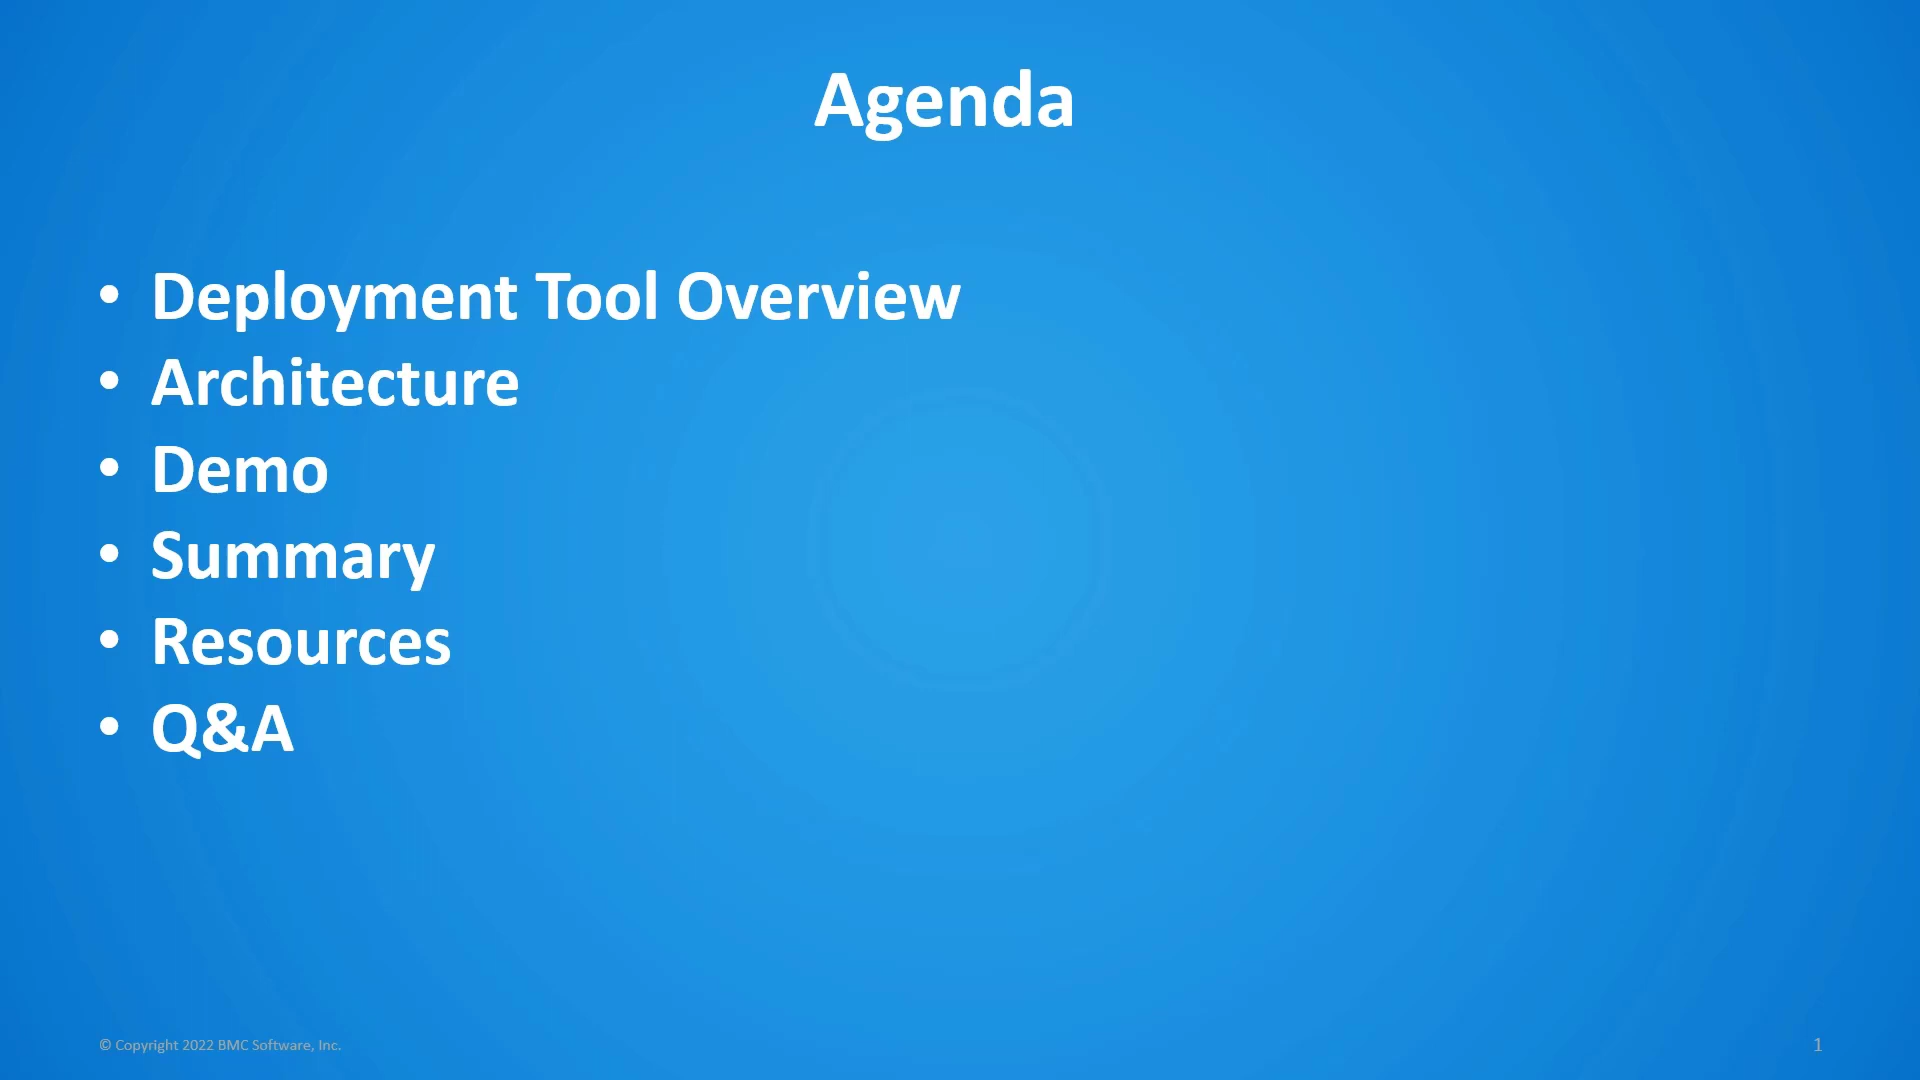 Agenda
• Deployment Tool Overview
• Architecture
• Demo
• Summary
• Resources
• Q&A
© Copyright 2022 BMC Software, Inc.
1